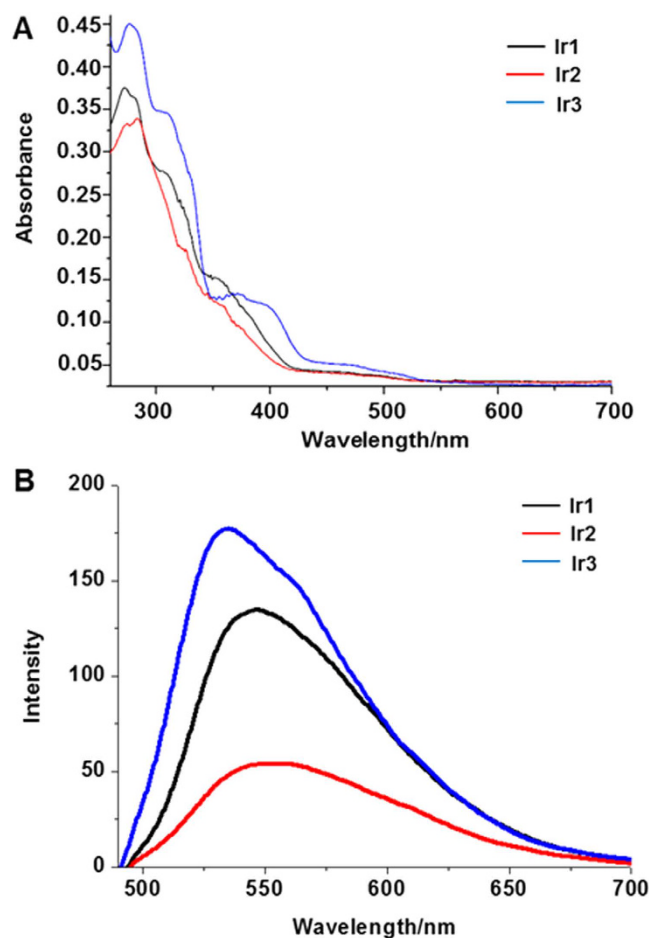 A
Absorbance
0.45
0.40
0.35
0.30
0.25
0.20
0.15
0.10
0.05
Ir1
Ir2
Ir3
300 400 500 600 700
Wavelength/nm
B
Intensity
200
150
100
50
0
Ir1
Ir2
Ir3
500 550 600 650 700
Wavelength/nm